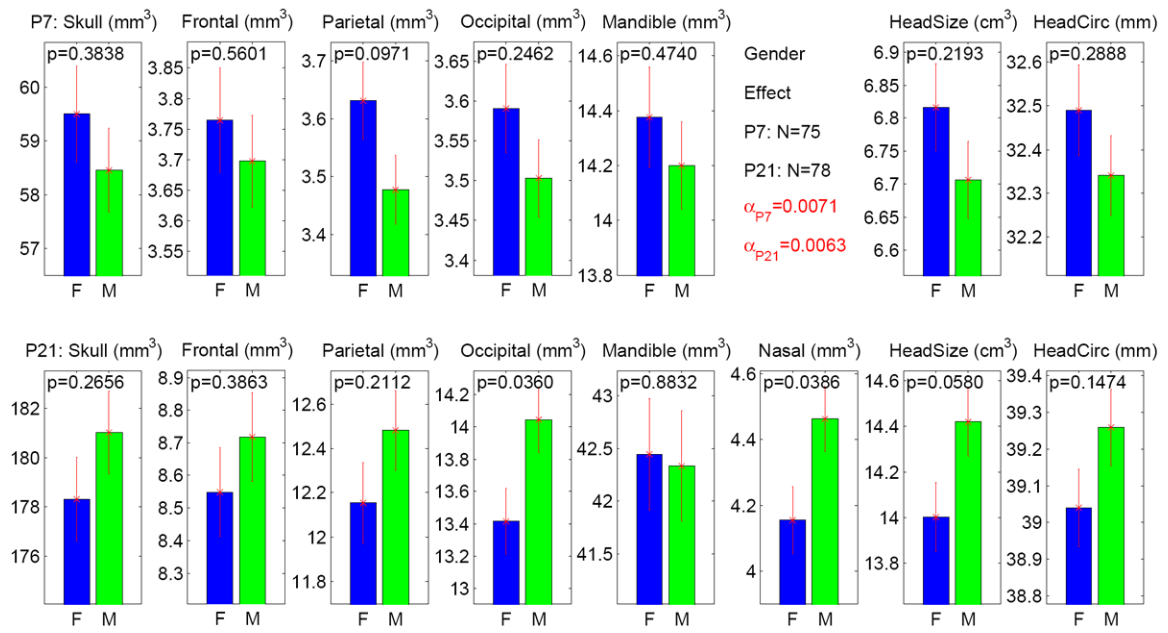 P7: Skull (mm³) Frontal (mm³) Parietal (mm³) Occipital (mm³) Mandible (mm³) HeadSize (cm³) HeadCirc (mm)
p=0.3838
60
59
58
57
F M
p=0.5601
3.85
3.8
3.75
3.7
3.65
3.6
3.55
F M
p=0.0971
3.7
3.6
3.5
3.4
F M
p=0.2462
3.65
3.6
3.55
3.5
3.45
3.4
F M
p=0.4740
14.6
14.4
14.2
14
13.8
F M
Gender
Effect
P7: N=75
P21: N=78
αP7=0.0071
αP21=0.0063
p=0.2193
6.9
6.85
6.8
6.75
6.7
6.65
6.6
F M
p=0.2888
32.6
32.5
32.4
32.3
32.2
F M
P21: Skull (mm³) Frontal (mm³) Parietal (mm³) Occipital (mm³) Mandible (mm³) Nasal (mm³) HeadSize (cm³) HeadCirc (mm)
p=0.2656
182
180
178
176
F M
p=0.3863
8.9
8.8
8.7
8.6
8.5
8.4
8.3
F M
p=0.2112
12.6
12.4
12.2
12
11.8
F M
p=0.0360
14.2
14
13.8
13.6
13.4
13.2
13
F M
p=0.8832
43
42.5
42
41.5
F M
p=0.0386
4.6
4.4
4.2
4
F M
p=0.0580
14.6
14.4
14.2
14
13.8
F M
p=0.1474
39.4
39.3
39.2
39.1
39
38.9
38.8
F M